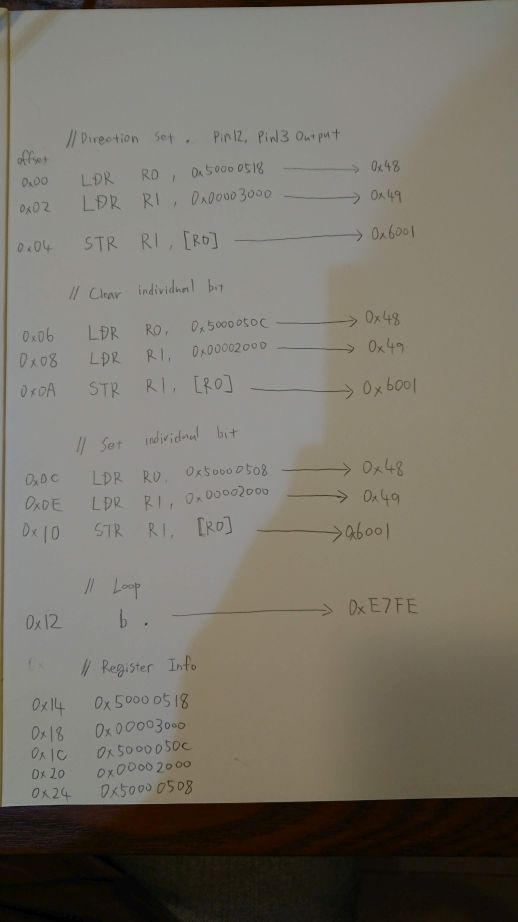 // Direction set. Pin12, Pin13 Output
offset
0x00 LDR R0, 0x50000518 → 0x48
0x02 LDR R1, 0x00003000 → 0x49
0x04 STR R1, [R0] → 0x6001
// Clear individual bit
0x06 LDR R0, 0x5000050C → 0x48
0x08 LDR R1, 0x00002000 → 0x49
0x0A STR R1, [R0] → 0x6001
// Set individual bit
0x0C LDR R0, 0x50000508 → 0x48
0x0E LDR R1, 0x00002000 → 0x49
0x10 STR R1, [R0] → 0x6001
// Loop
0x12 b . → 0xE7FE
// Register Info
0x14 0x50000518
0x18 0x00003000
0x1C 0x5000050C
0x20 0x00002000
0x24 0x50000508